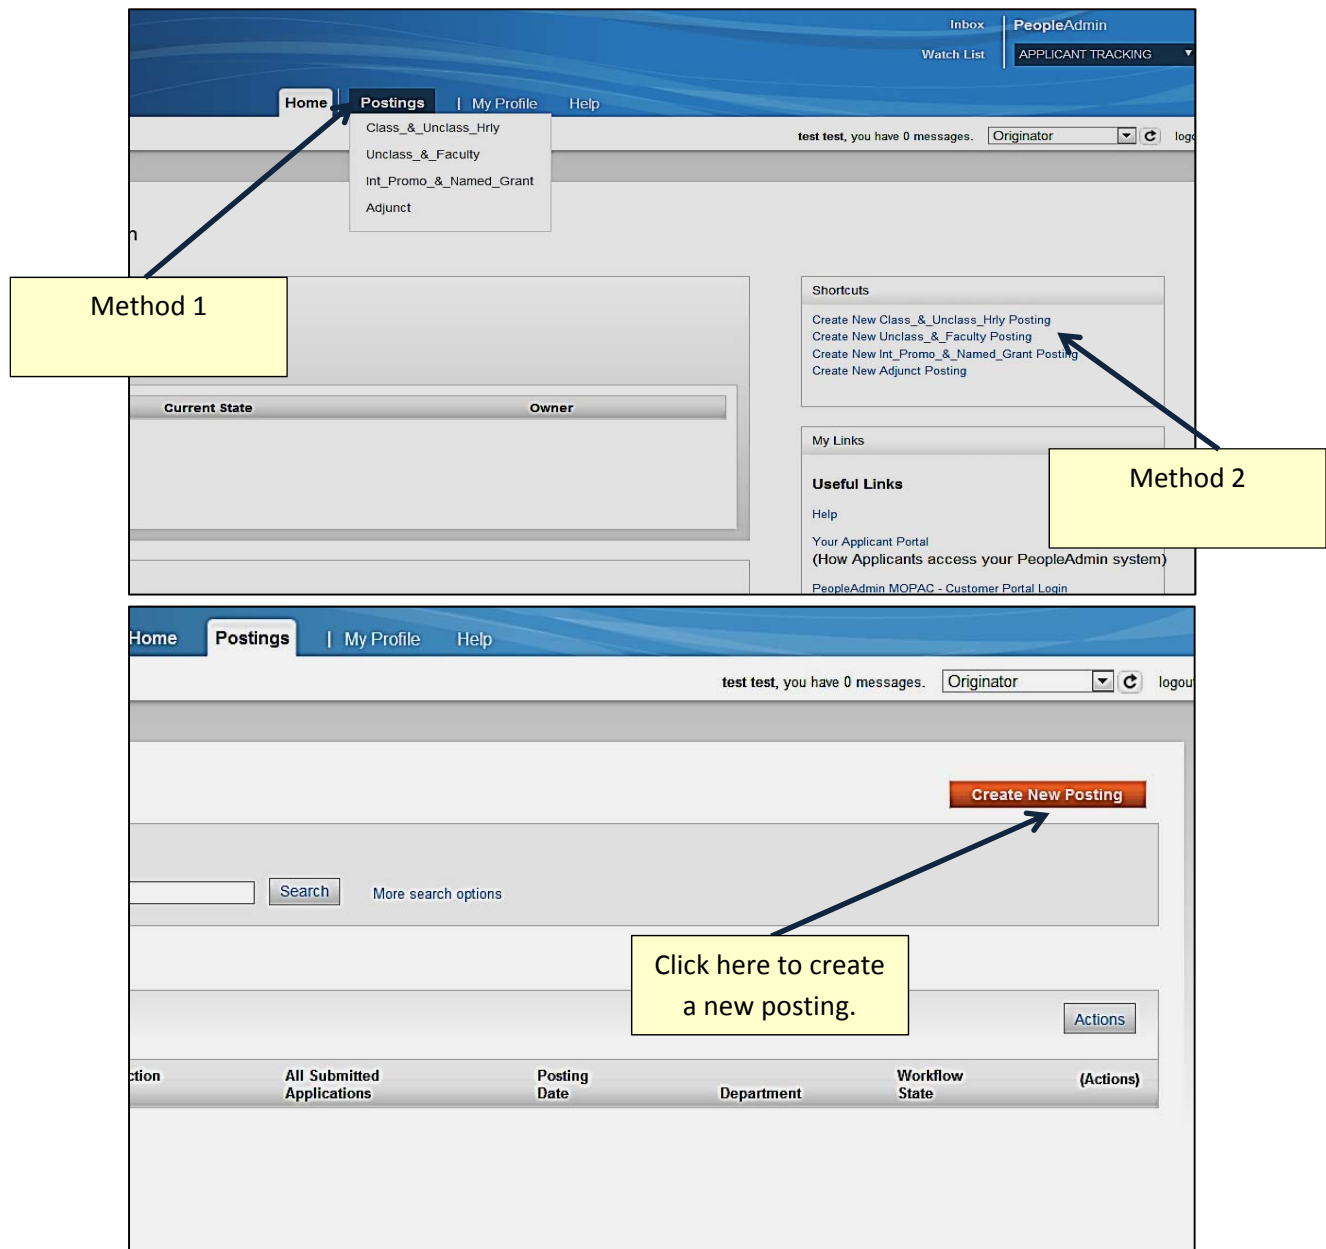 Inbox PeopleAdmin
Watch List APPLICANT TRACKING
Home Postings | My Profile Help
Class_&_Unclass_Hrly
Unclass_&_Faculty
Int_Promo_&_Named_Grant
Adjunct
test test, you have 0 messages. Originator logo
n
Method 1
Shortcuts
Create New Class_&_Unclass_Hrly Posting
Create New Unclass_&_Faculty Posting
Create New Int_Promo_&_Named_Grant Posting
Create New Adjunct Posting
Current State Owner
My Links
Method 2
Useful Links
Help
Your Applicant Portal
(How Applicants access your PeopleAdmin system)
PeopleAdmin MOPAC - Customer Portal Login
Home Postings | My Profile Help
test test, you have 0 messages. Originator logou
Create New Posting
Search More search options
Click here to create
a new posting.
Actions
ction All Submitted Applications Posting Date Department Workflow State (Actions)